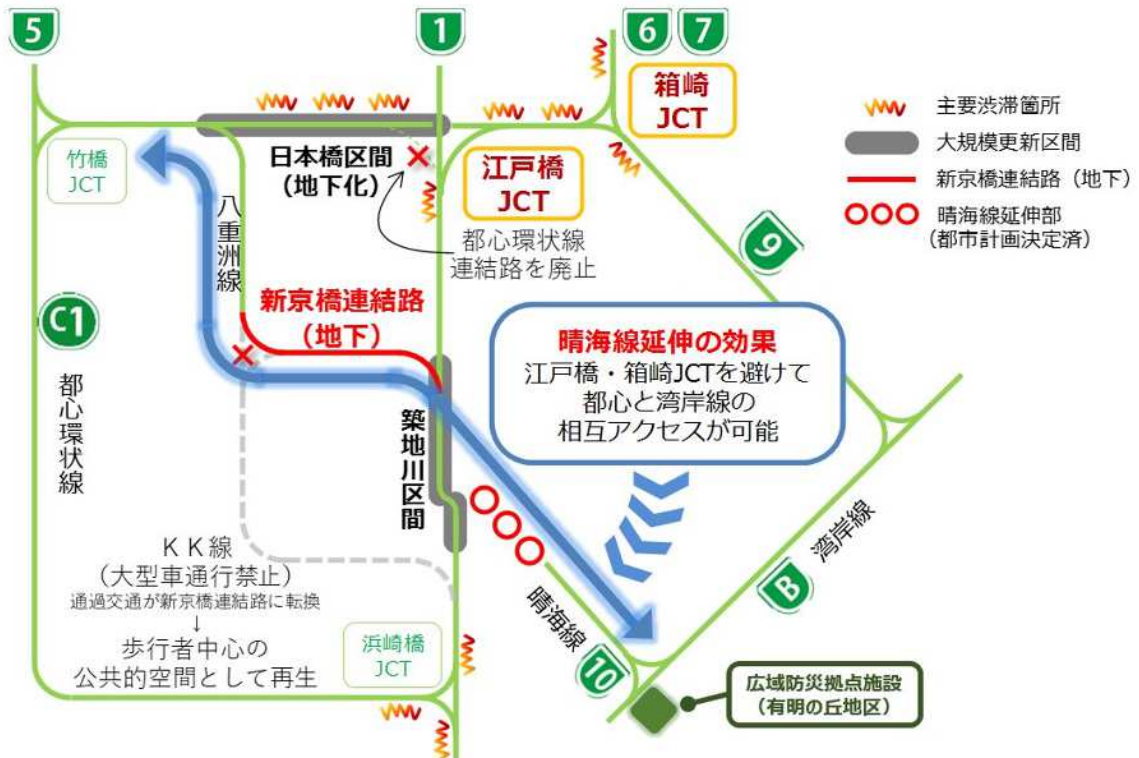 5
1
6
7
箱崎
JCT
主要渋滞箇所
大規模更新区間
新京橋連結路（地下）
晴海線延伸部
（都市計画決定済）
竹橋
JCT
日本橋区間
（地下化）
江戸橋
JCT
都心環状線
連結路を廃止
八重洲線
9
C1
新京橋連結路
（地下）
晴海線延伸の効果
江戸橋・箱崎JCTを避けて
都心と湾岸線の
相互アクセスが可能
都心環状線
築地川区間
湾岸線
B
ＫＫ線
（大型車通行禁止）
通過交通が新京橋連結路に転換
↓
歩行者中心の
公共的空間として再生
浜崎橋
JCT
晴海線
10
広域防災拠点施設
（有明の丘地区）